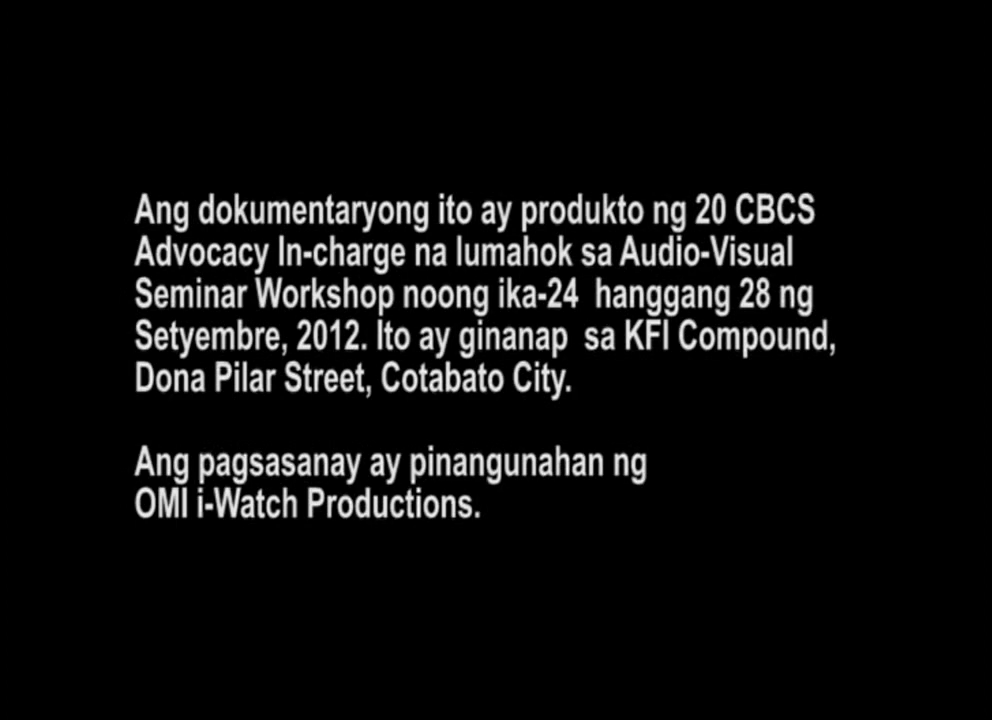 Ang dokumentaryong ito ay produkto ng 20 CBCS
Advocacy In-charge na lumahok sa Audio-Visual
Seminar Workshop noong ika-24 hanggang 28 ng
Setyembre, 2012. Ito ay ginanap sa KFI Compound,
Dona Pilar Street, Cotabato City.
Ang pagsasanay ay pinangunahan ng
OMI i-Watch Productions.